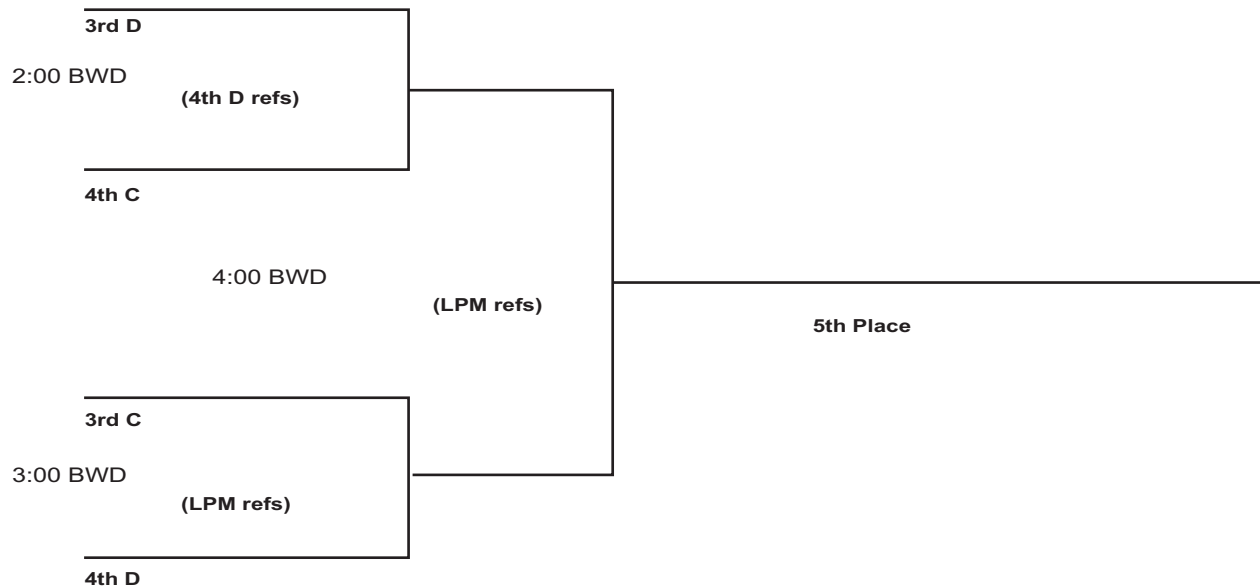 3rd D
2:00 BWD
(4th D refs)
4th C
4:00 BWD
(LPM refs)
5th Place
3rd C
3:00 BWD
(LPM refs)
4th D